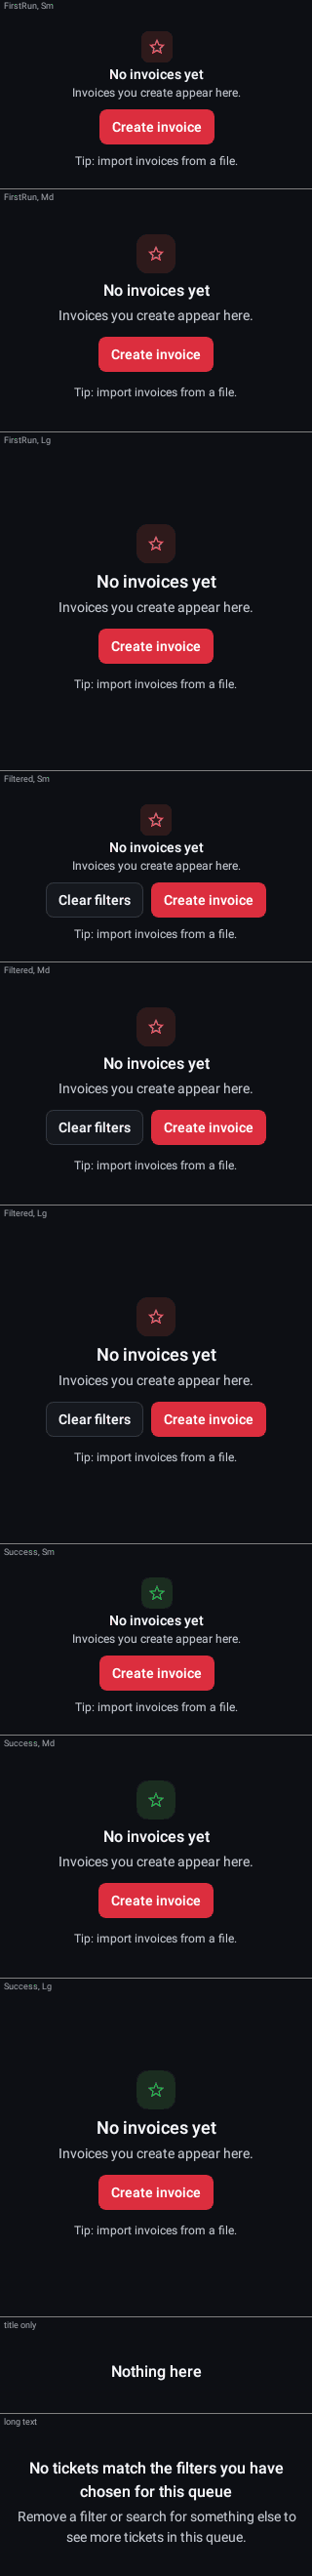 FirstRun, Sm
No invoices yet
Invoices you create appear here.
Create invoice
Tip: import invoices from a file.
FirstRun, Md
No invoices yet
Invoices you create appear here.
Create invoice
Tip: import invoices from a file.
FirstRun, Lg
No invoices yet
Invoices you create appear here.
Create invoice
Tip: import invoices from a file.
Filtered, Sm
No invoices yet
Invoices you create appear here.
Clear filters Create invoice
Tip: import invoices from a file.
Filtered, Md
No invoices yet
Invoices you create appear here.
Clear filters Create invoice
Tip: import invoices from a file.
Filtered, Lg
No invoices yet
Invoices you create appear here.
Clear filters Create invoice
Tip: import invoices from a file.
Success, Sm
No invoices yet
Invoices you create appear here.
Create invoice
Tip: import invoices from a file.
Success, Md
No invoices yet
Invoices you create appear here.
Create invoice
Tip: import invoices from a file.
Success, Lg
No invoices yet
Invoices you create appear here.
Create invoice
Tip: import invoices from a file.
title only
Nothing here
long text
No tickets match the filters you have
chosen for this queue
Remove a filter or search for something else to
see more tickets in this queue.